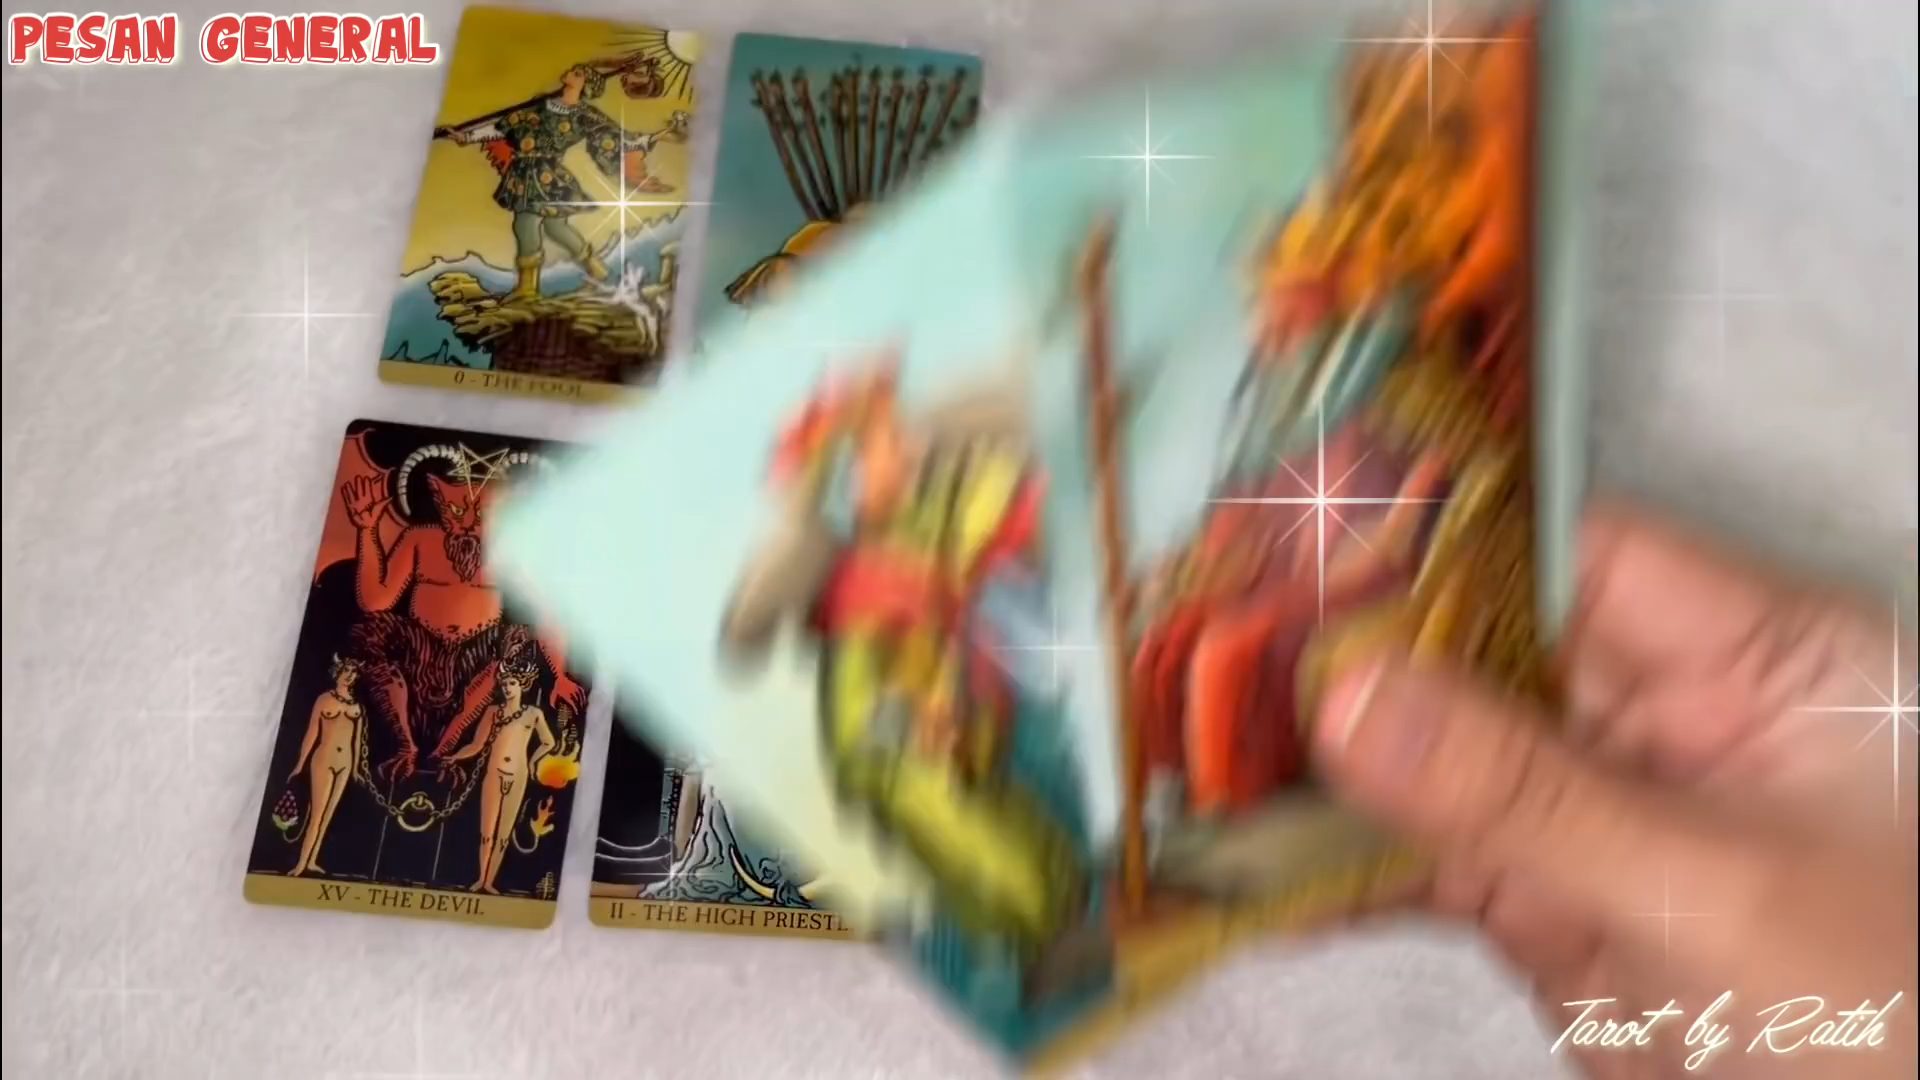 PESAN GENERAL
0 - THE FOOL
XV - THE DEVIL
II - THE HIGH PRIESTE
Tarot by Ratih